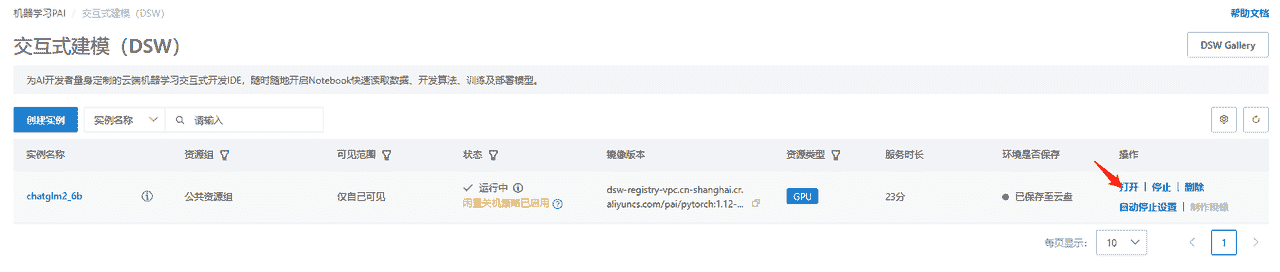 机器学习PAI / 交互式建模（DSW）
帮助文档
交互式建模（DSW）
DSW Gallery
为AI开发者量身定制的云端机器学习交互式开发IDE，随时随地开启Notebook快速读取数据、开发算法、训练及部署模型。
创建实例 实例名称 请输入
实例名称 资源组 可见范围 状态 镜像版本 资源类型 服务时长 环境是否保存 操作
chatglm2_6b 公共资源组 仅自己可见 运行中 dsw-registry-vpc.cn-shanghai.cr. GPU 23分 已保存至云盘 打开 | 停止 | 删除
闲置关机策略已启用 aliyuncs.com/pai/pytorch:1.12-... 自动停止设置 | 制作镜像
每页显示： 10 1